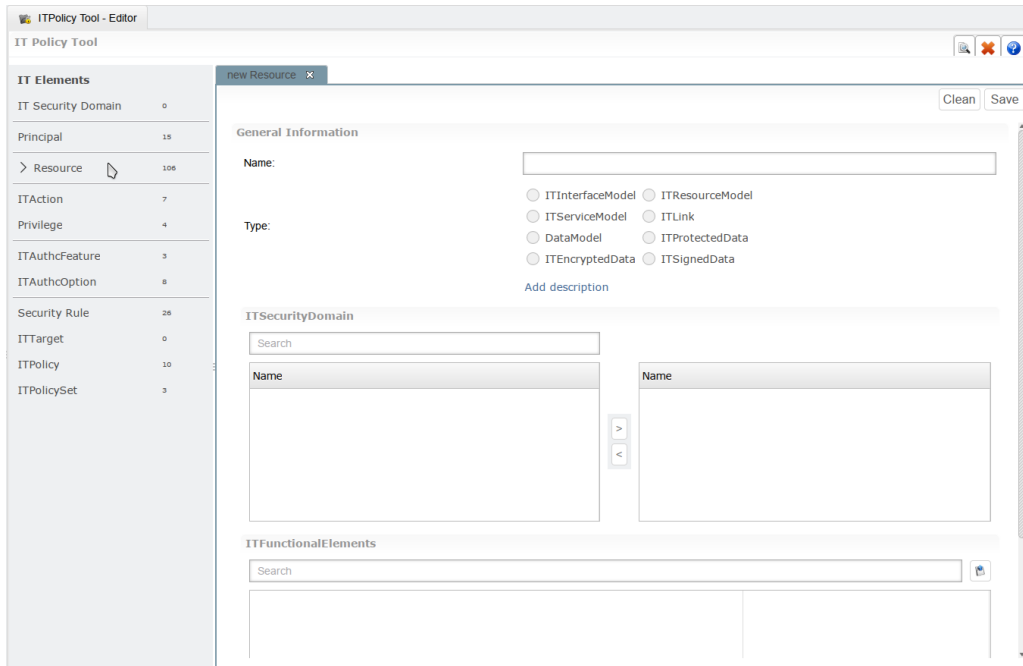 ITPolicy Tool - Editor
IT Policy Tool
IT Elements
IT Security Domain 0
Principal 15
> Resource 106
ITAction 7
Privilege 4
ITAuthcFeature 3
ITAuthcOption 8
Security Rule 26
ITTarget 0
ITPolicy 10
ITPolicySet 3
new Resource
Clean Save
General Information
Name:
Type:
ITInterfaceModel ITResourceModel
ITServiceModel ITLink
DataModel ITProtectedData
ITEncryptedData ITSignedData
Add description
ITSecurityDomain
Search
Name Name
>
<
ITFunctionalElements
Search